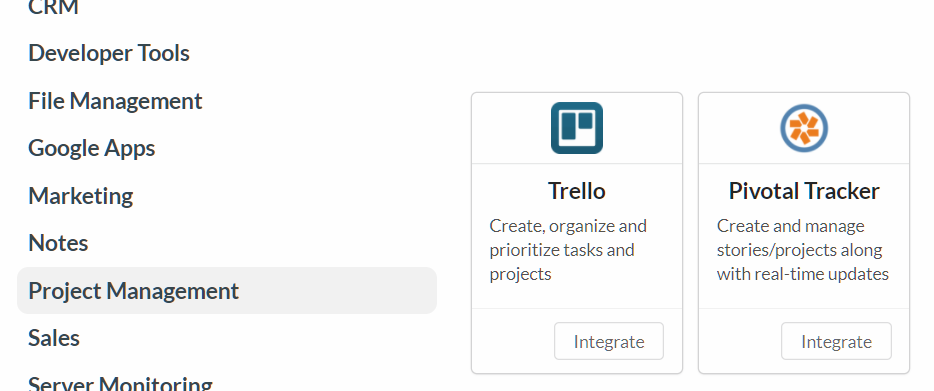 CRM
Developer Tools
File Management
Google Apps
Marketing
Notes
Project Management
Sales
Server Monitoring
Trello
Create, organize and
prioritize tasks and
projects
Integrate
Pivotal Tracker
Create and manage
stories/projects along
with real-time updates
Integrate